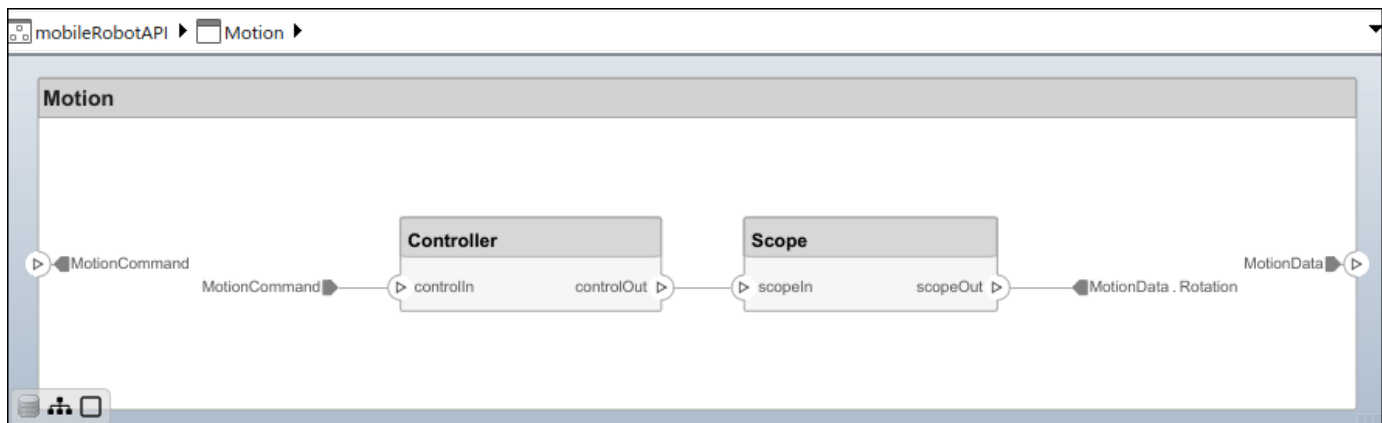 mobileRobotAPI Motion
Motion
Controller
Scope
MotionCommand
MotionData
MotionCommand
controlIn
controlOut
scopeIn
scopeOut
MotionData . Rotation